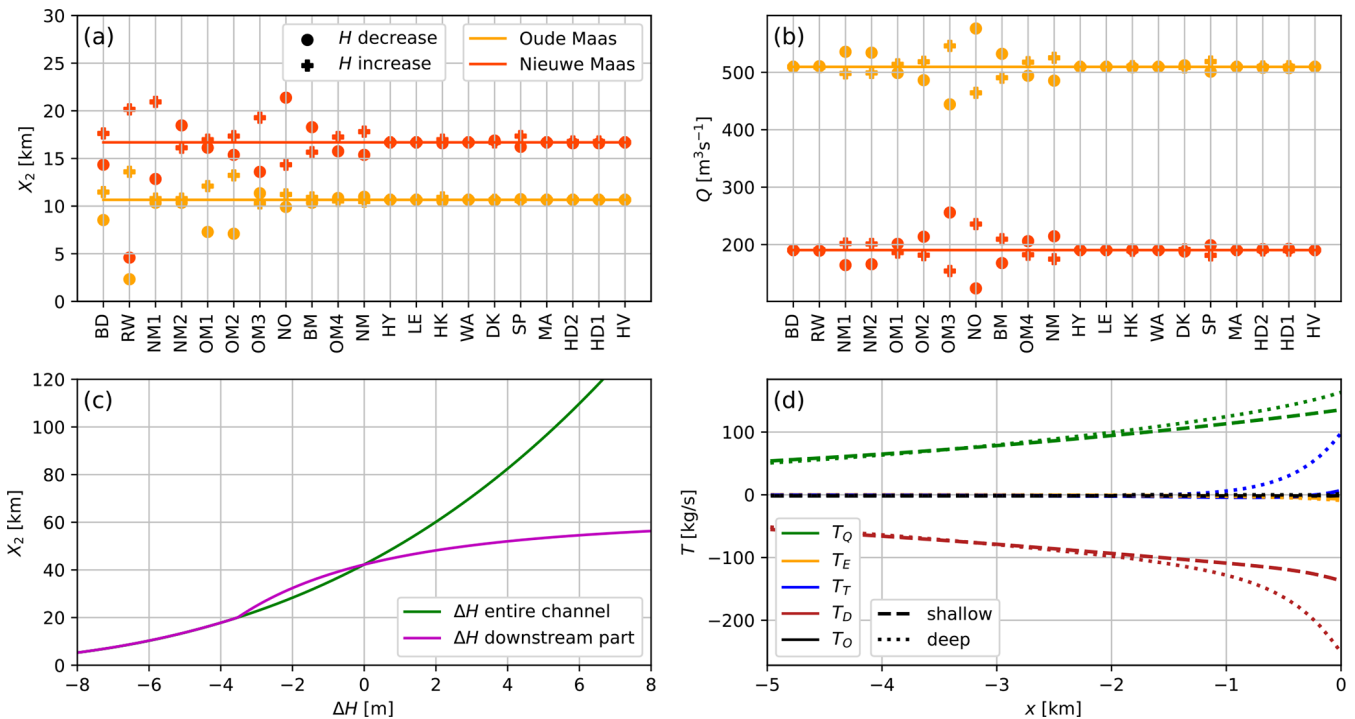 (a)
H decrease
H increase
Oude Maas
Nieuwe Maas
X2 [km]
30
25
20
15
10
5
0
BD RW NM1 NM2 OM1 OM2 OM3 NO BM OM4 NM HY LE HK WA DK SP MA HD2 HD1 HV
(b)
Q [m³s⁻¹]
500
400
300
200
BD RW NM1 NM2 OM1 OM2 OM3 NO BM OM4 NM HY LE HK WA DK SP MA HD2 HD1 HV
(c)
X2 [km]
120
100
80
60
40
20
0
ΔH entire channel
ΔH downstream part
−8 −6 −4 −2 0 2 4 6 8
ΔH [m]
(d)
T [kg/s]
100
0
−100
−200
TQ
TE
TT
TD
TO
shallow
deep
−5 −4 −3 −2 −1 0
x [km]